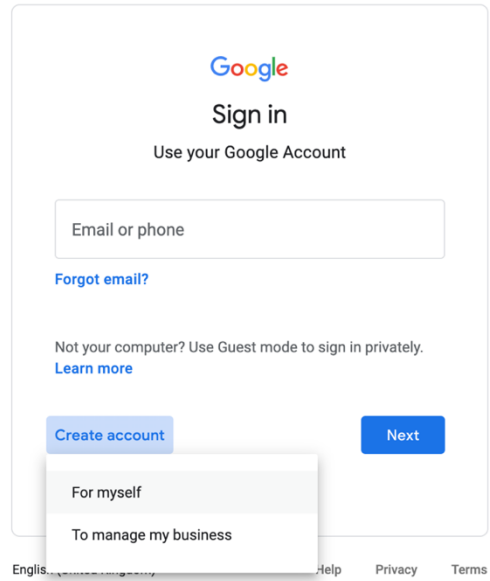 Google
Sign in
Use your Google Account
Email or phone
Forgot email?
Not your computer? Use Guest mode to sign in privately.
Learn more
Create account
Next
For myself
To manage my business
Help
Privacy
Terms